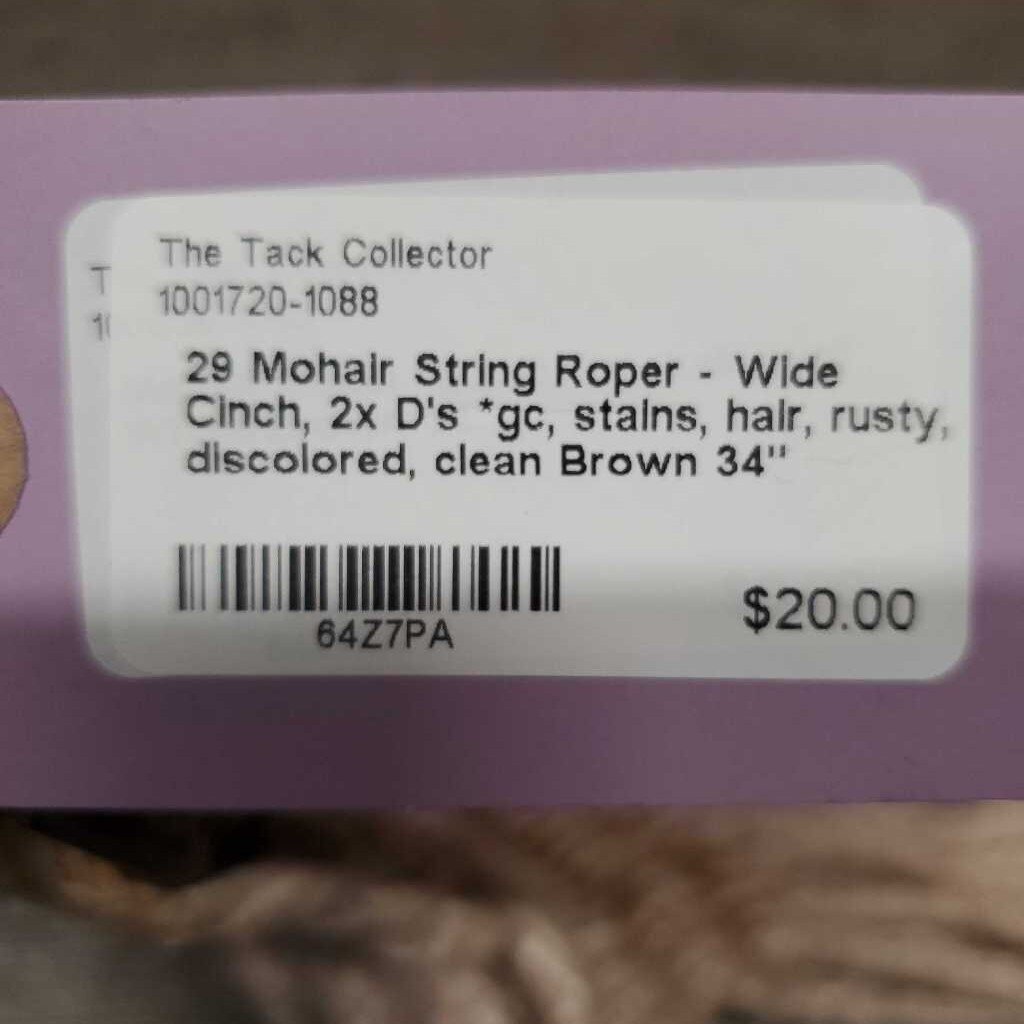 The Tack Collector
1001720-1088
29 Mohair String Roper - Wide
Cinch, 2x D's *gc, stains, hair, rusty,
discolored, clean Brown 34"
64Z7PA
$20.00
T